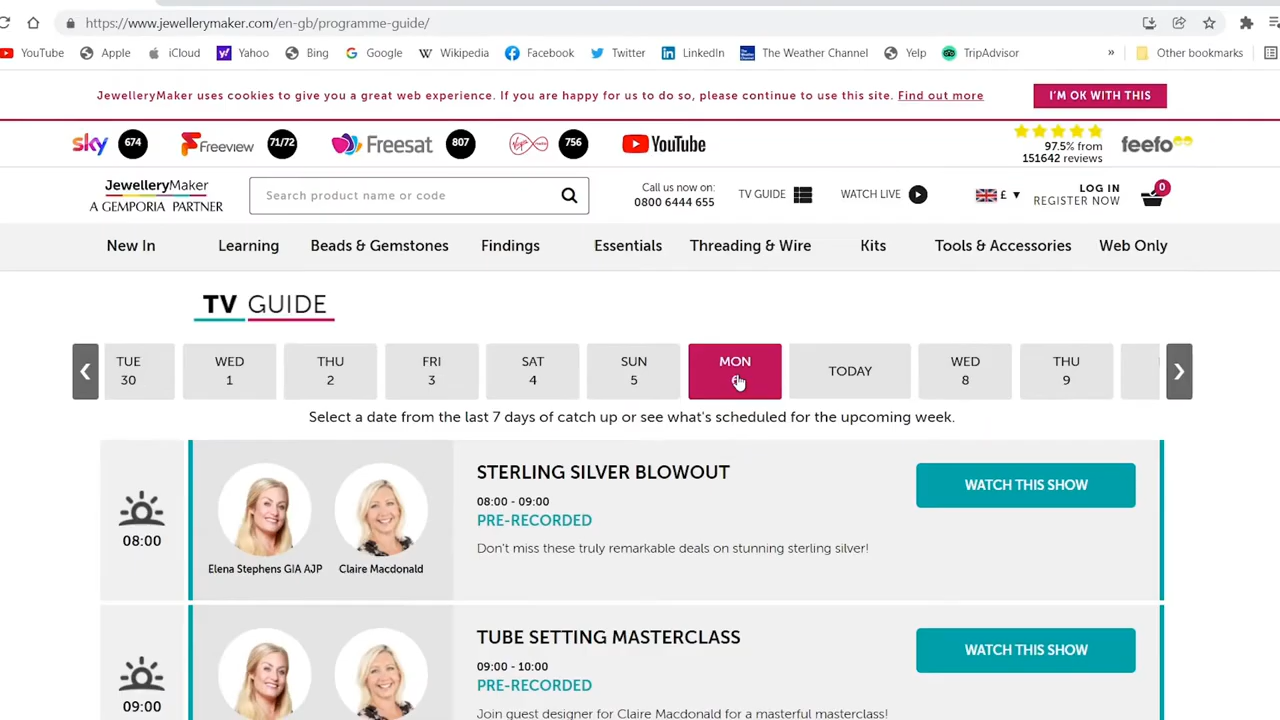 https://www.jewellerymaker.com/en-gb/programme-guide/
YouTube Apple iCloud Yahoo Bing Google Wikipedia Facebook Twitter LinkedIn The Weather Channel Yelp TripAdvisor » Other bookmarks
JewelleryMaker uses cookies to give you a great web experience. If you are happy for us to do so, please continue to use this site. Find out more
I'M OK WITH THIS
sky 674 Freeview 71/72 Freesat 807 Virgin media 756 YouTube
97.5% from
151642 reviews
feefo
JewelleryMaker
A GEMPORIA PARTNER
Search product name or code
Call us now on:
0800 6444 655
TV GUIDE
WATCH LIVE
£ ▼
LOG IN
REGISTER NOW
0
New In Learning Beads & Gemstones Findings Essentials Threading & Wire Kits Tools & Accessories Web Only
TV GUIDE
TUE
30
WED
1
THU
2
FRI
3
SAT
4
SUN
5
MON
TODAY
WED
8
THU
9
Select a date from the last 7 days of catch up or see what's scheduled for the upcoming week.
08:00
Elena Stephens GIA AJP
Claire Macdonald
STERLING SILVER BLOWOUT
08:00 - 09:00
PRE-RECORDED
Don't miss these truly remarkable deals on stunning sterling silver!
WATCH THIS SHOW
09:00
TUBE SETTING MASTERCLASS
09:00 - 10:00
PRE-RECORDED
Join guest designer for Claire Macdonald for a masterful masterclass!
WATCH THIS SHOW